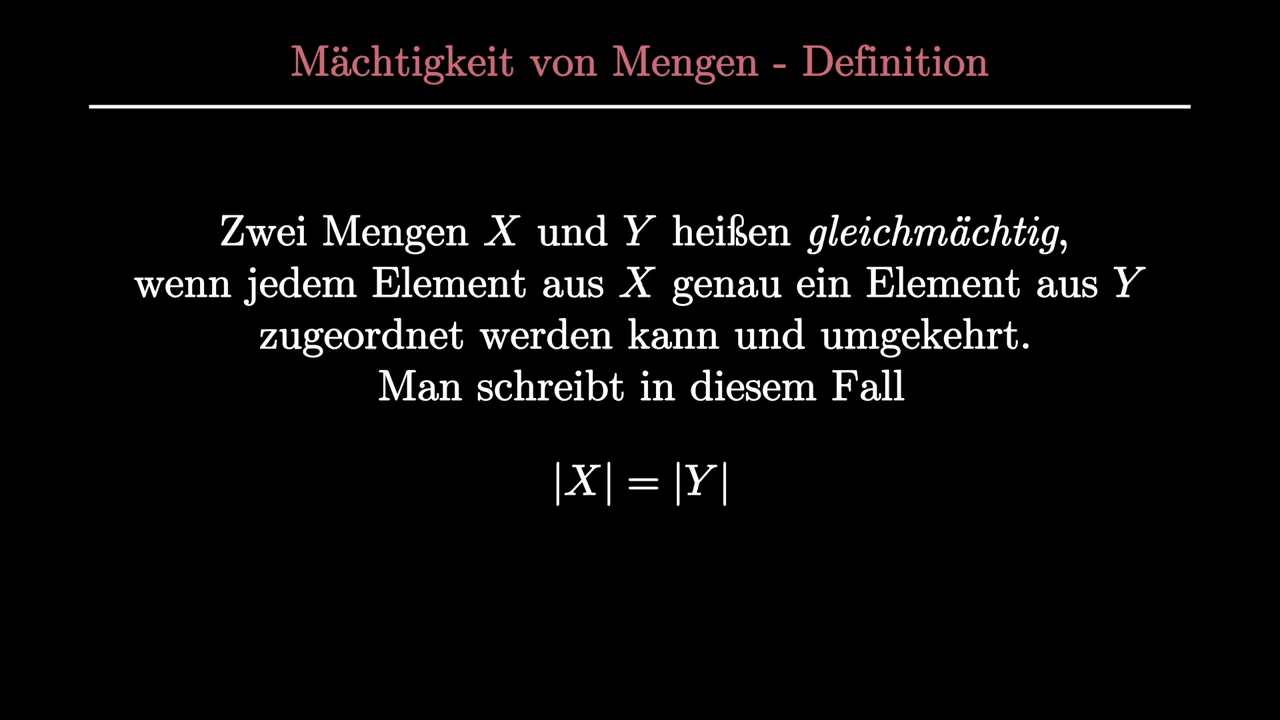 Mächtigkeit von Mengen - Definition
Zwei Mengen X und Y heißen gleichmächtig,
wenn jedem Element aus X genau ein Element aus Y
zugeordnet werden kann und umgekehrt.
Man schreibt in diesem Fall
|X| = |Y|